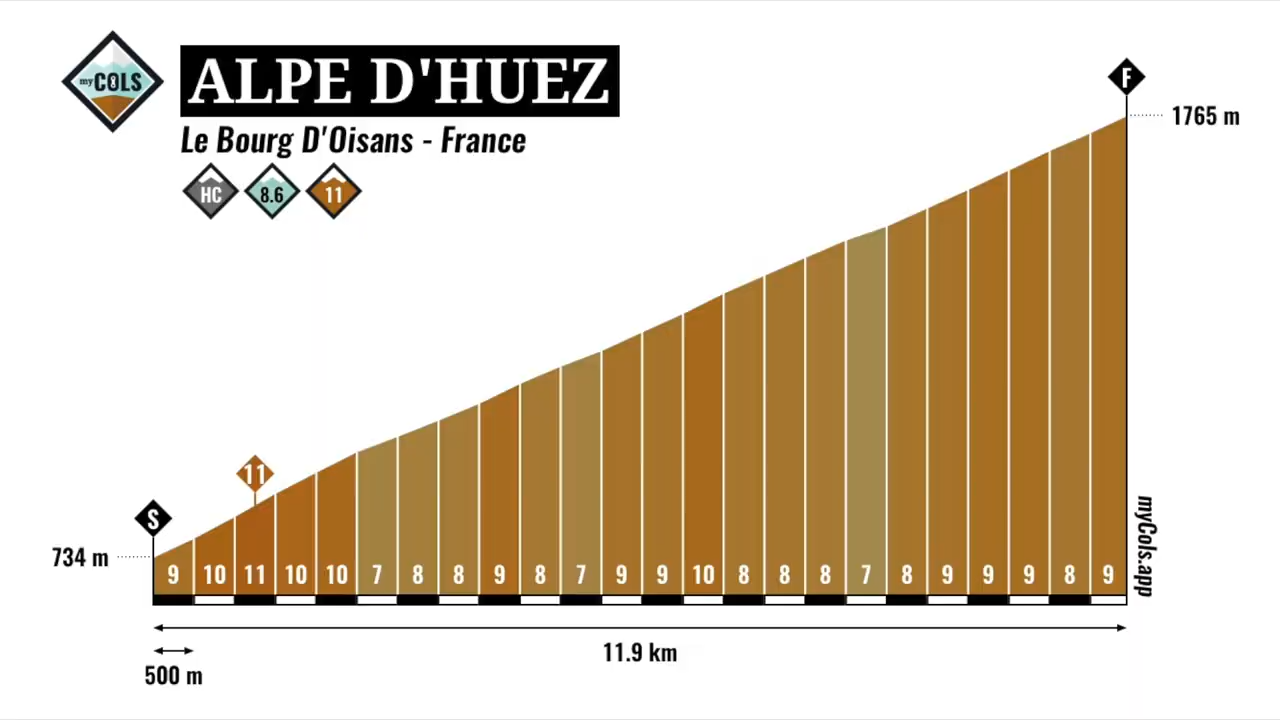 my COLS
ALPE D'HUEZ
Le Bourg D'Oisans - France
HC 8.6 11
F
1765 m
11
S
734 m
9 10 11 10 10 7 8 8 9 8 7 9 9 10 8 8 8 7 8 9 9 9 8 9
myCols.app
11.9 km
500 m